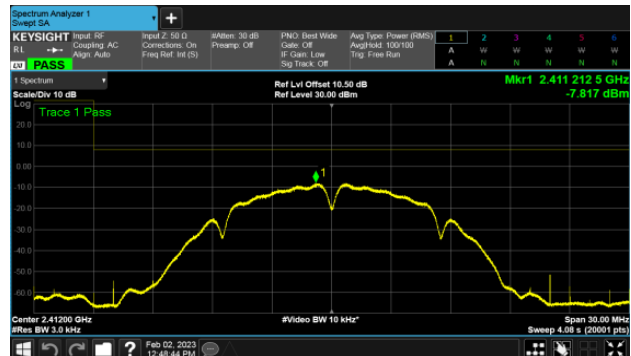 Spectrum Analyzer 1
Swept SA
+
KEYSIGHT Input: RF Input Z: 50 Ω #Atten: 30 dB PNO: Best Wide Avg Type: Power (RMS) 1 2 3 4 5 6
RL Coupling: AC Corrections: On Preamp: Off Gate: Off Avg|Hold: 100/100 A W W W W W
Align: Auto Freq Ref: Int (S) IF Gain: Low Trig: Free Run
PASS Sig Track: Off A N N N N N
1 Spectrum Ref Lvl Offset 10.50 dB Mkr1 2.411 212 5 GHz
Scale/Div 10 dB Ref Level 30.00 dBm -7.817 dBm
Log
Trace 1 Pass
20.0
10.0
0.00
1
-10.0
-20.0
-30.0
-40.0
-50.0
-60.0
Center 2.41200 GHz #Video BW 10 kHz* Span 30.00 MHz
#Res BW 3.0 kHz Sweep 4.08 s (20001 pts)
? Feb 02, 2023
12:48:44 PM